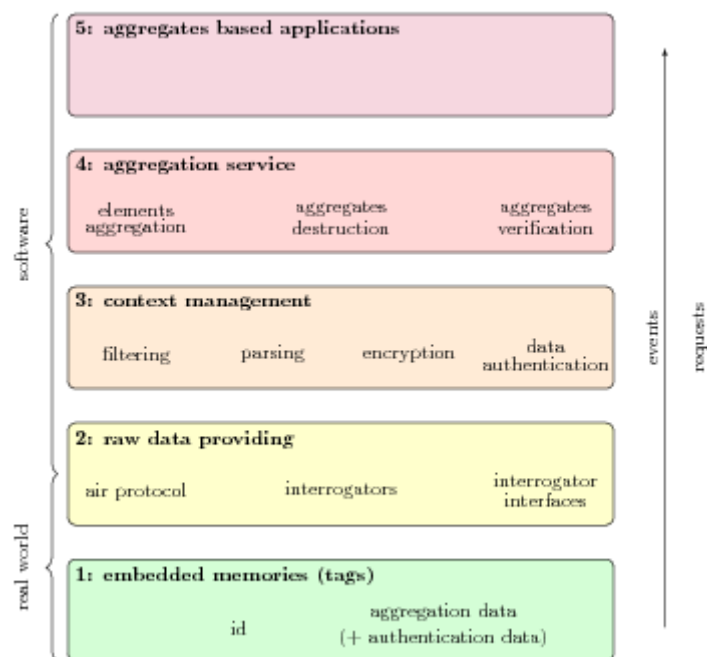 5: aggregates based applications
4: aggregation service
elements
aggregation
aggregates
destruction
aggregates
verification
3: context management
filtering
parsing
encryption
data
authentication
2: raw data providing
air protocol
interrogators
interrogator
interfaces
1: embedded memories (tags)
id
aggregation data
(+ authentication data)
software
real world
events
requests